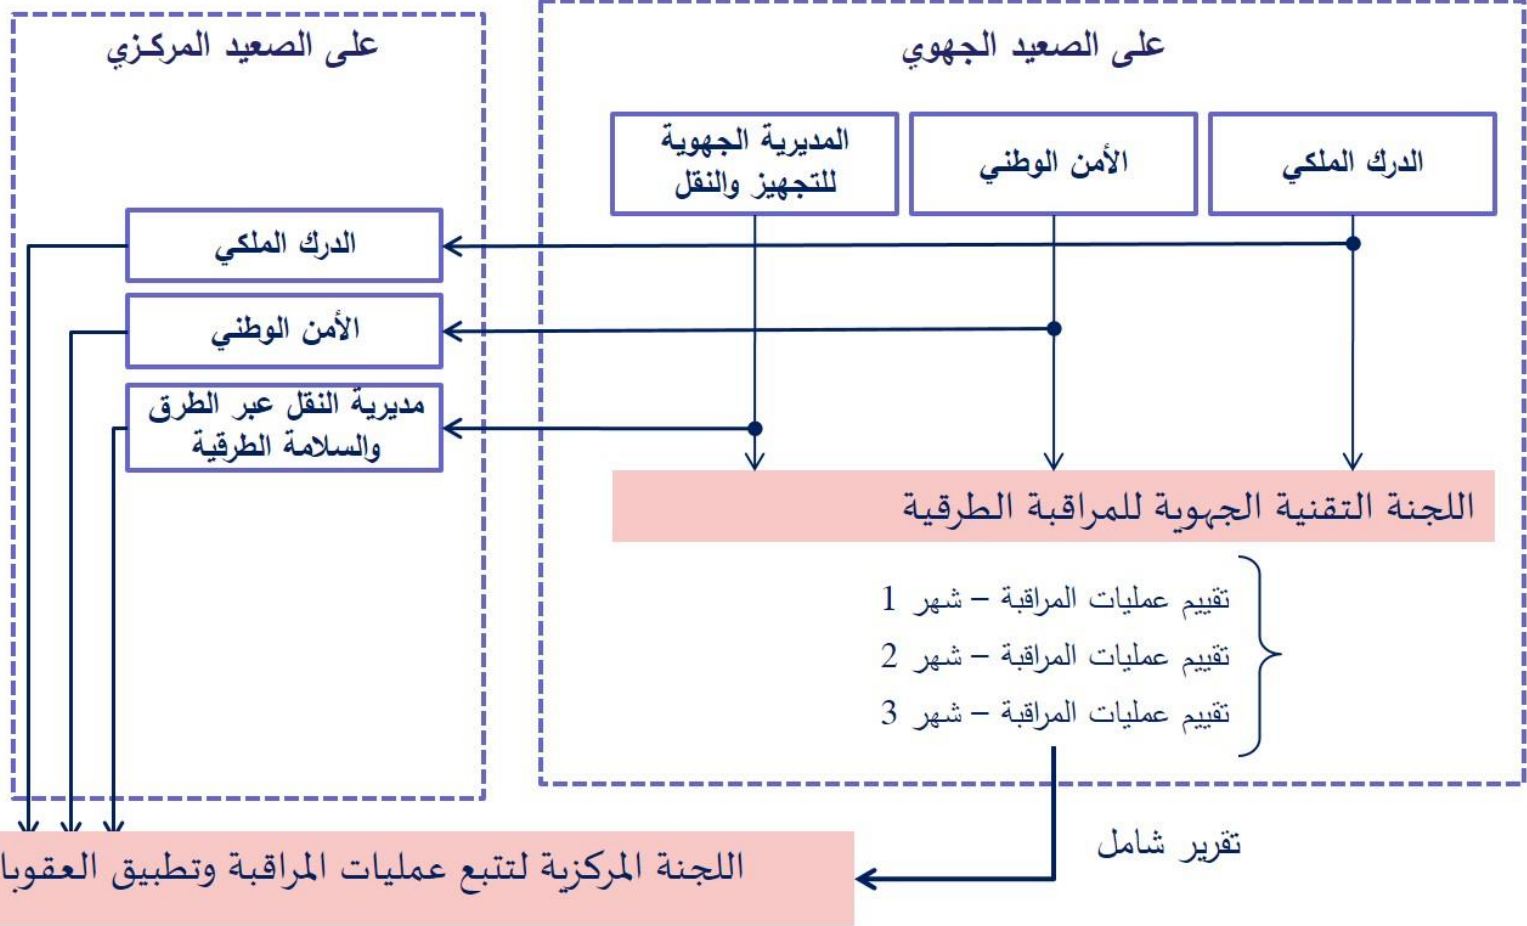 على الصعيد الجهوي
الدرك الملكي
الأمن الوطني
المديرية الجهوية
للتجهيز والنقل
اللجنة التقنية الجهوية للمراقبة الطرقية
تقييم عمليات المراقبة – شهر 1
تقييم عمليات المراقبة – شهر 2
تقييم عمليات المراقبة – شهر 3
تقرير شامل
على الصعيد المركزي
الدرك الملكي
الأمن الوطني
مديرية النقل عبر الطرق
والسلامة الطرقية
اللجنة المركزية لتتبع عمليات المراقبة وتطبيق العقوبا